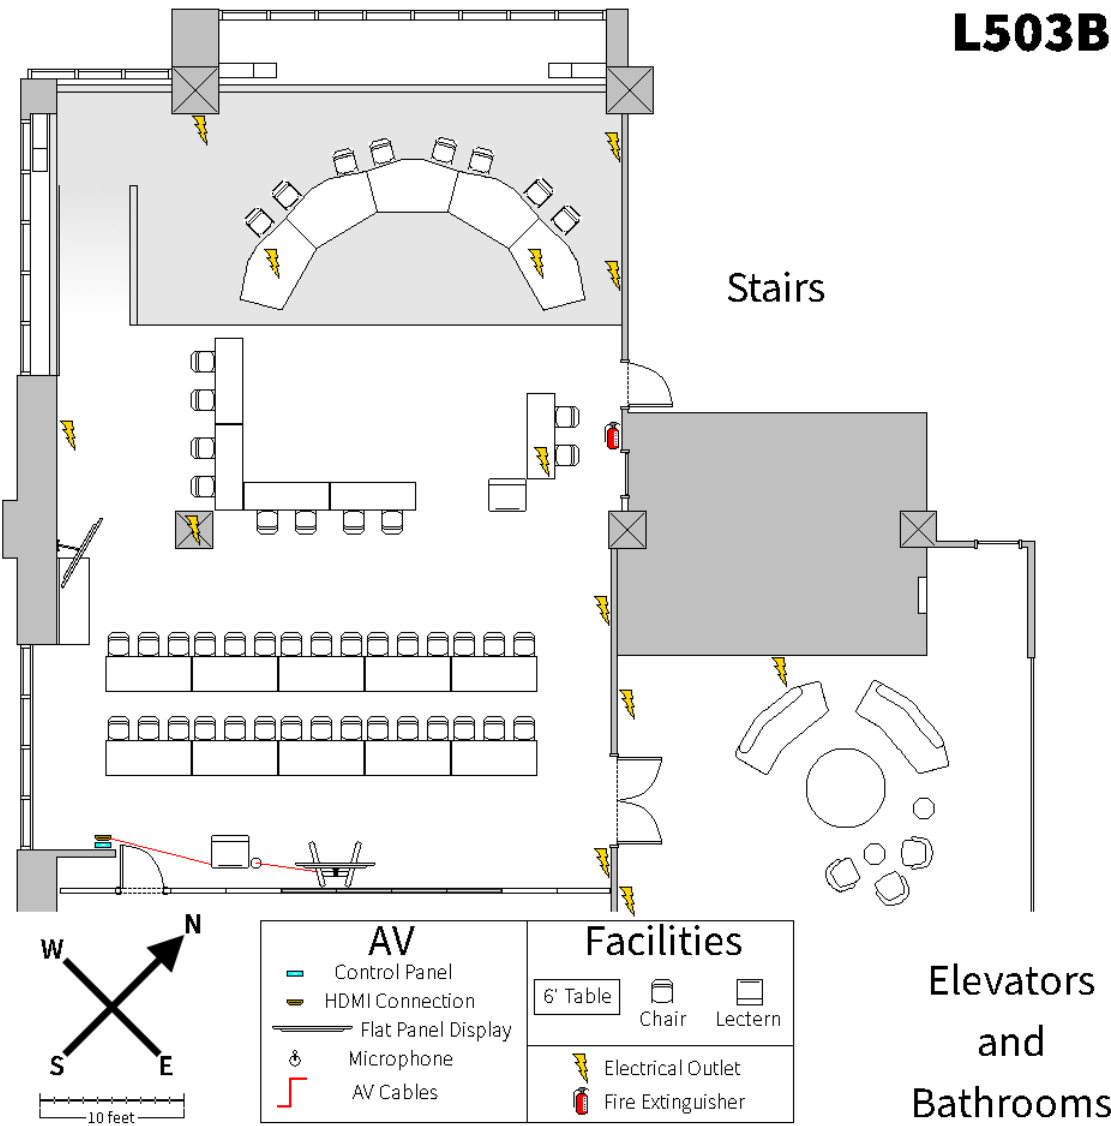 L503B
Stairs
N
W
S
E
10 feet
AV
Control Panel
HDMI Connection
Flat Panel Display
Microphone
AV Cables
Facilities
6' Table
Chair
Lectern
Electrical Outlet
Fire Extinguisher
Elevators
and
Bathrooms